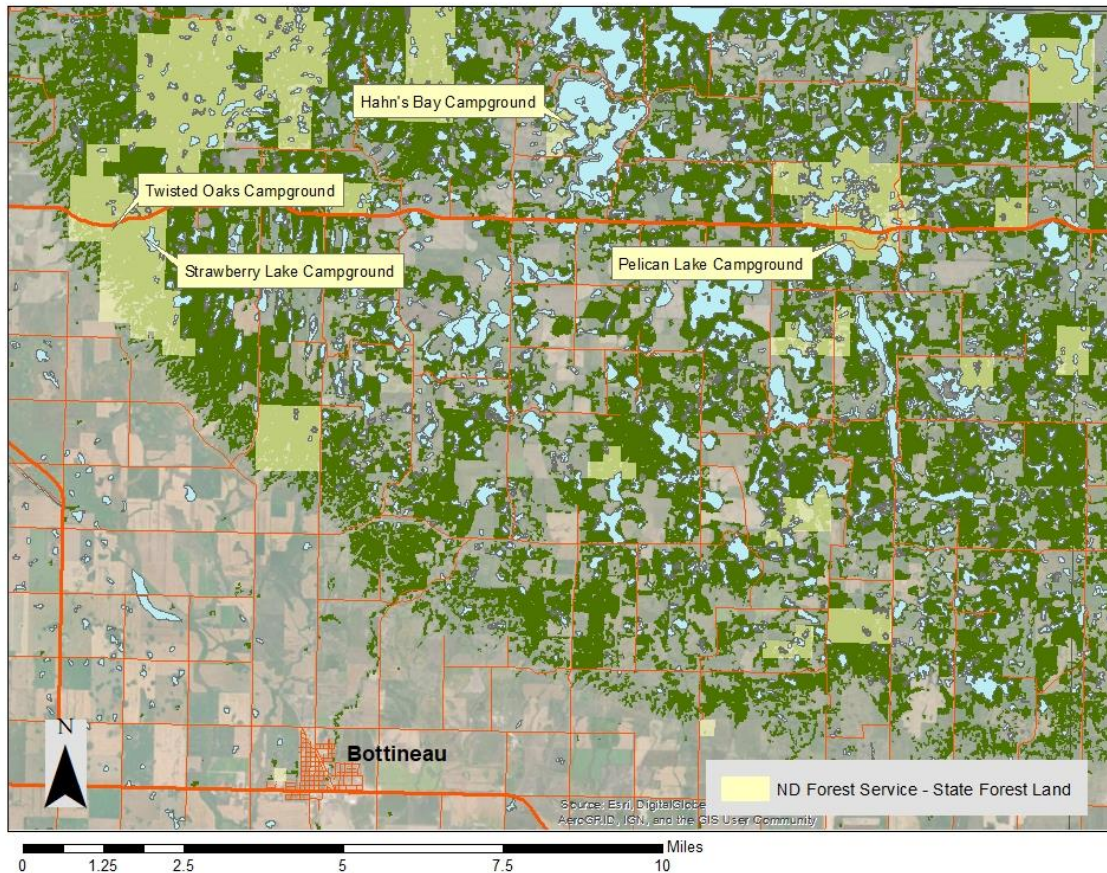 Hahn's Bay Campground
Twisted Oaks Campground
Strawberry Lake Campground
Pelican Lake Campground
N
Bottineau
ND Forest Service - State Forest Land
Source: Esri, DigitalGlobe
AeroGRID, IGN, and the GIS User Community
Miles
0 1.25 2.5 5 7.5 10